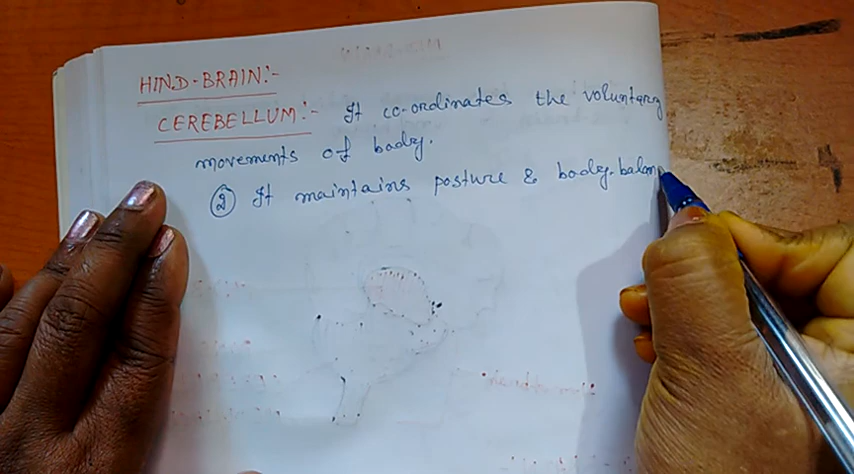 HIND-BRAIN:-
CEREBELLUM:- It co-ordinates the voluntary
movements of body.
② It maintains posture & body-balan